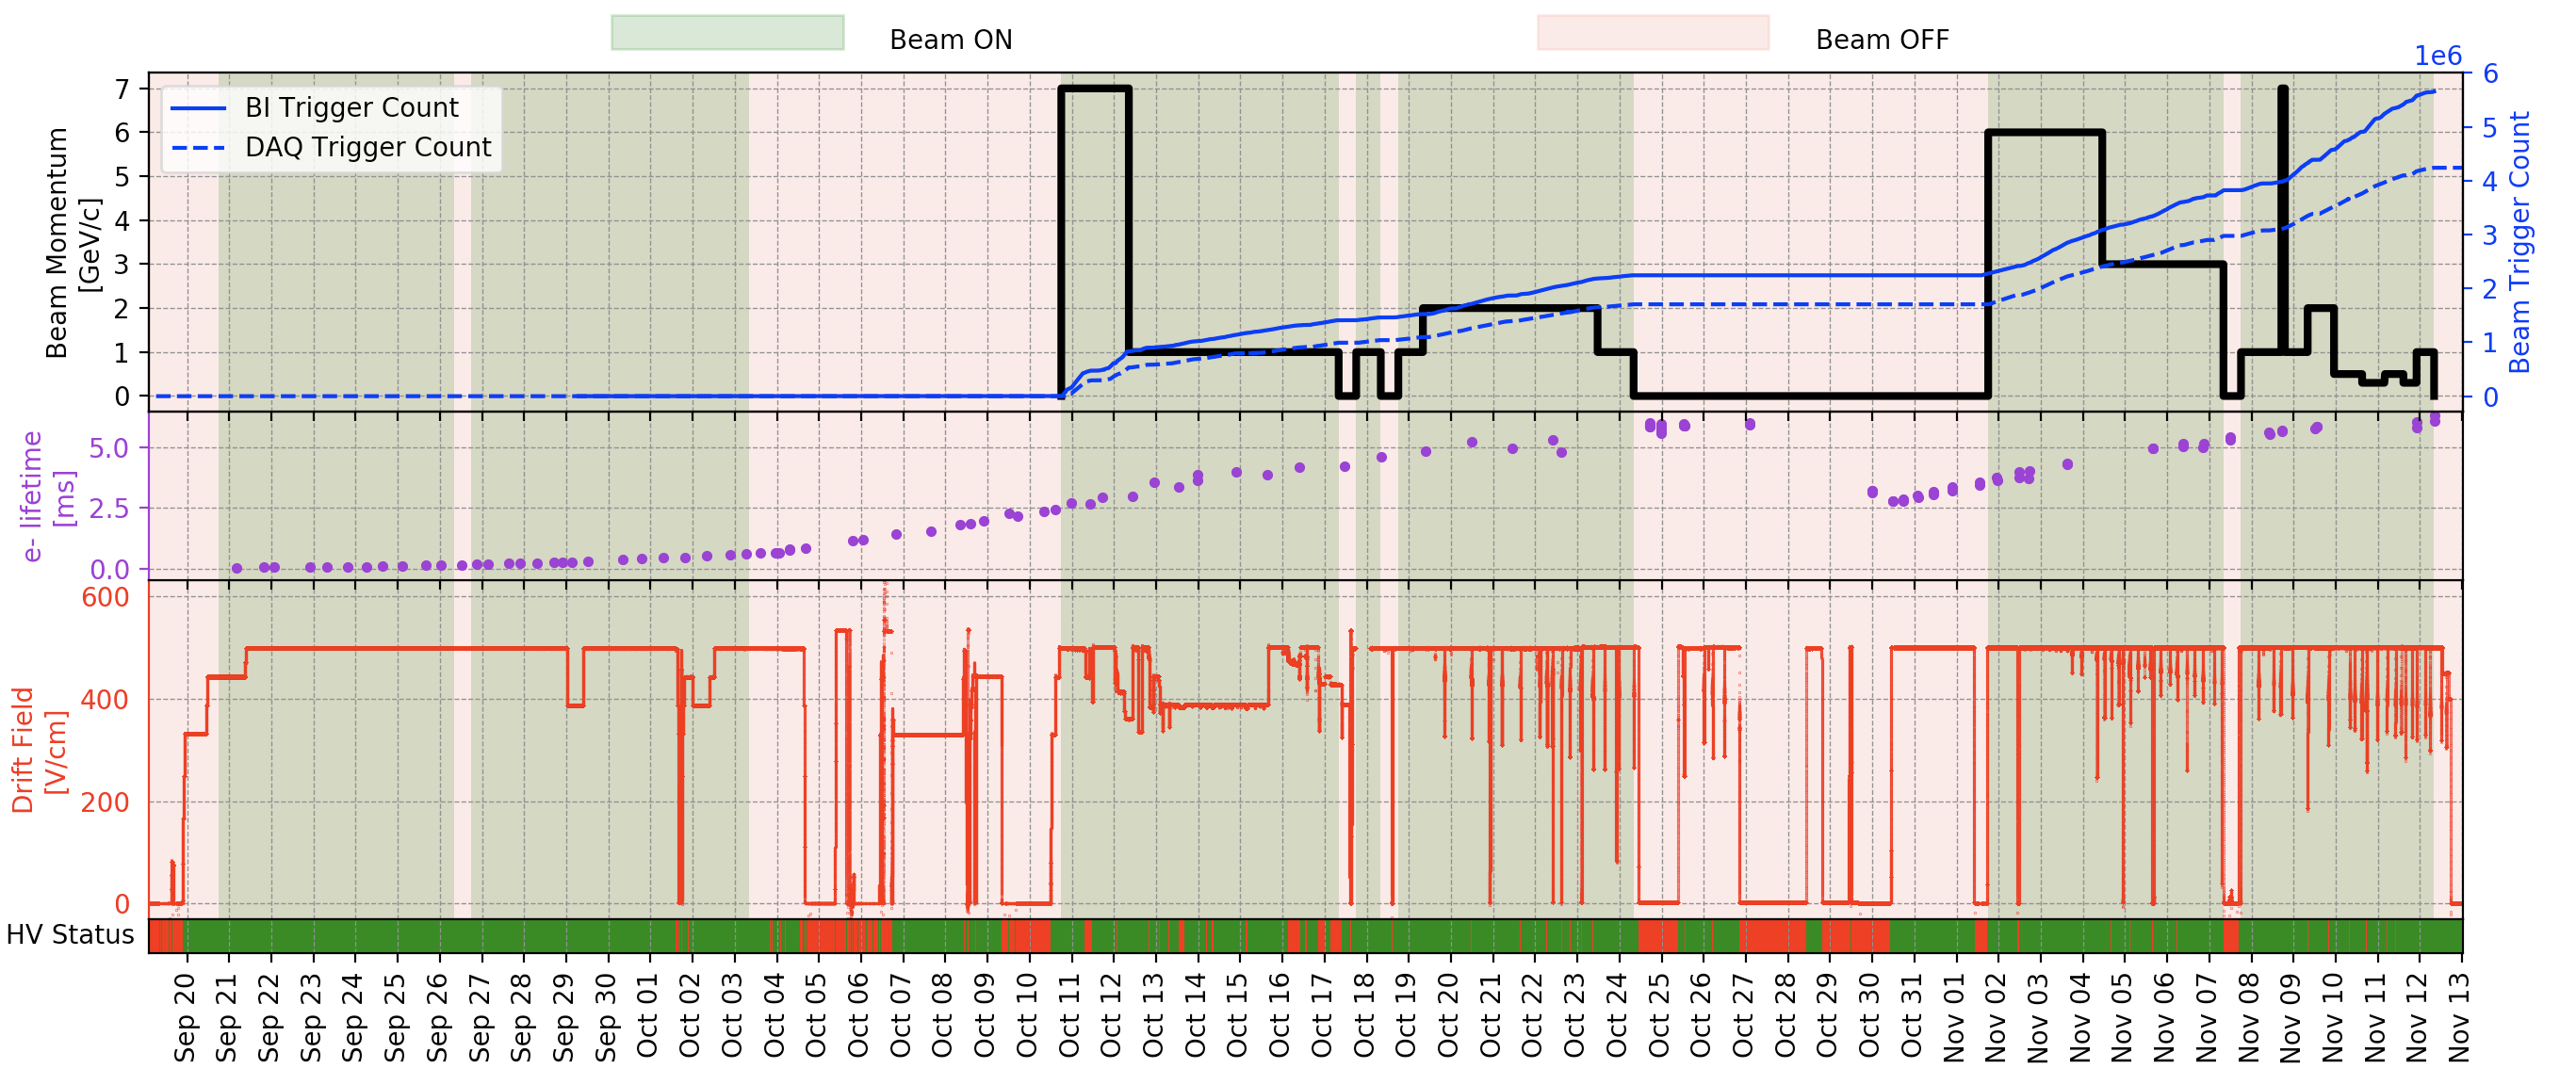 Beam ON
Beam OFF
1e6
BI Trigger Count
DAQ Trigger Count
Beam Momentum
[GeV/c]
7
6
5
4
3
2
1
0
6
5
4
3
2
1
0
Beam Trigger Count
e- lifetime
[ms]
5.0
2.5
0.0
Drift Field
[V/cm]
600
400
200
0
HV Status
Sep 20
Sep 21
Sep 22
Sep 23
Sep 24
Sep 25
Sep 26
Sep 27
Sep 28
Sep 29
Sep 30
Oct 01
Oct 02
Oct 03
Oct 04
Oct 05
Oct 06
Oct 07
Oct 08
Oct 09
Oct 10
Oct 11
Oct 12
Oct 13
Oct 14
Oct 15
Oct 16
Oct 17
Oct 18
Oct 19
Oct 20
Oct 21
Oct 22
Oct 23
Oct 24
Oct 25
Oct 26
Oct 27
Oct 28
Oct 29
Oct 30
Oct 31
Nov 01
Nov 02
Nov 03
Nov 04
Nov 05
Nov 06
Nov 07
Nov 08
Nov 09
Nov 10
Nov 11
Nov 12
Nov 13